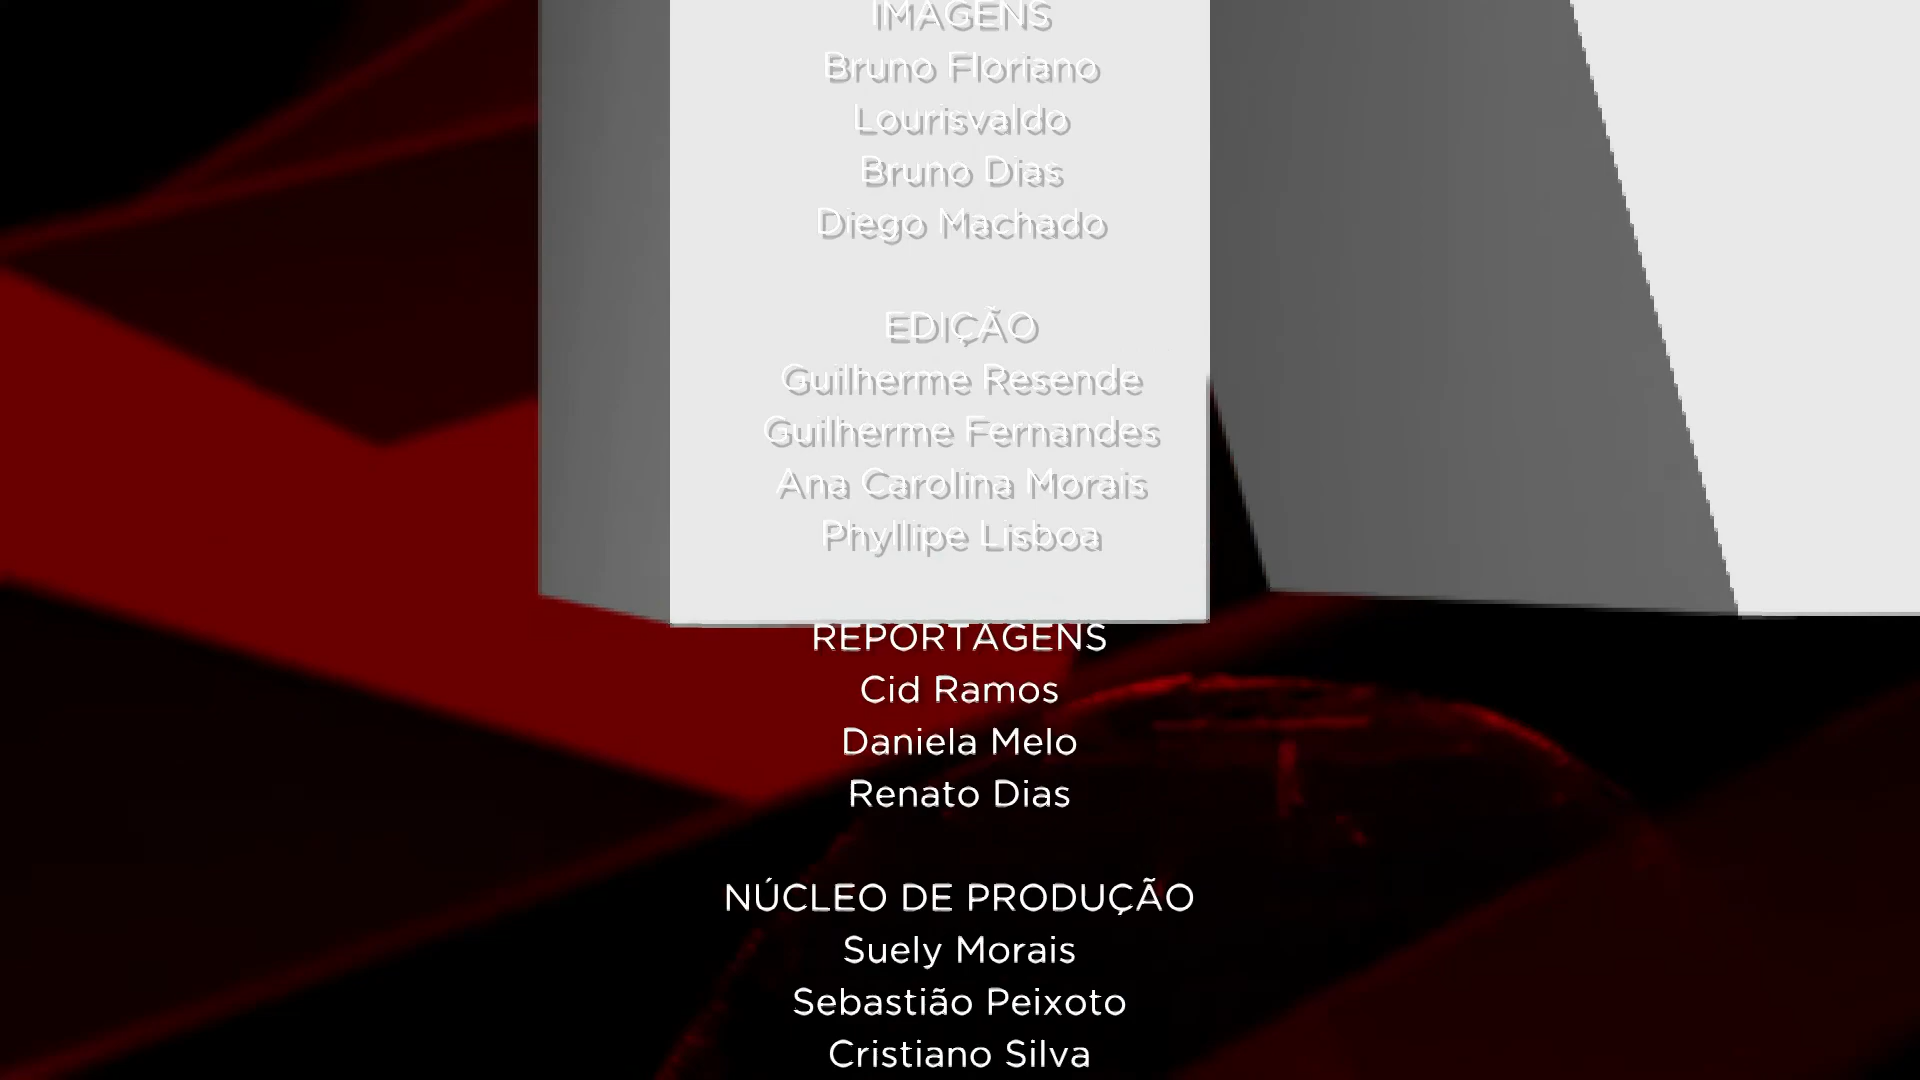 IMAGENS
Bruno Floriano
Lourisvaldo
Bruno Dias
Diego Machado
EDIÇÃO
Guilherme Resende
Guilherme Fernandes
Ana Carolina Morais
Phyllipe Lisboa
REPORTAGENS
Cid Ramos
Daniela Melo
Renato Dias
NÚCLEO DE PRODUÇÃO
Suely Morais
Sebastião Peixoto
Cristiano Silva